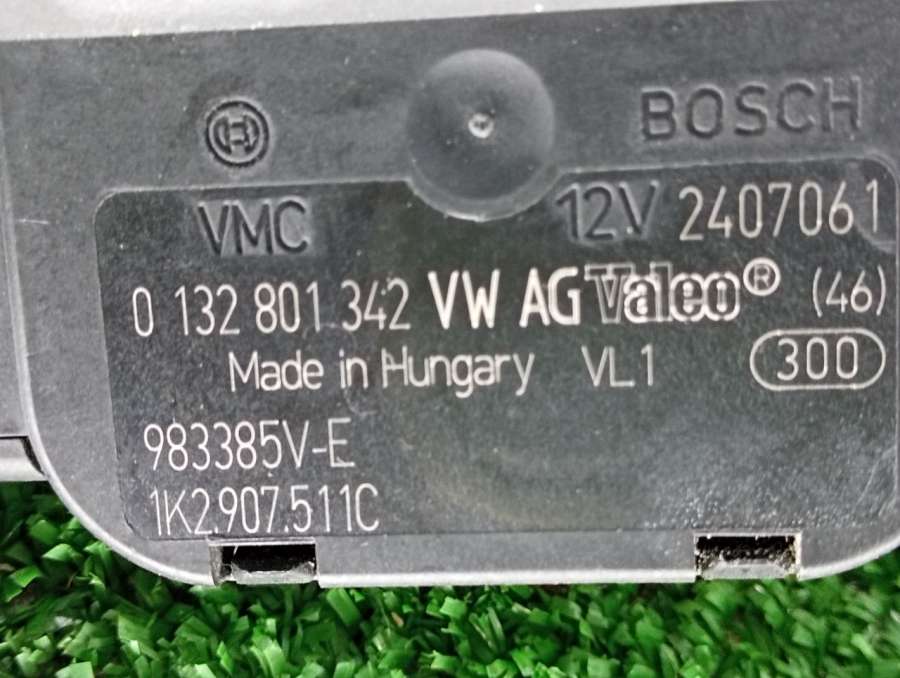 BOSCH
VMC 12V 2407061
0 132 801 342 VW AG Valeo® (46)
Made in Hungary VL1 300
983385V-E
1K2.907.511C